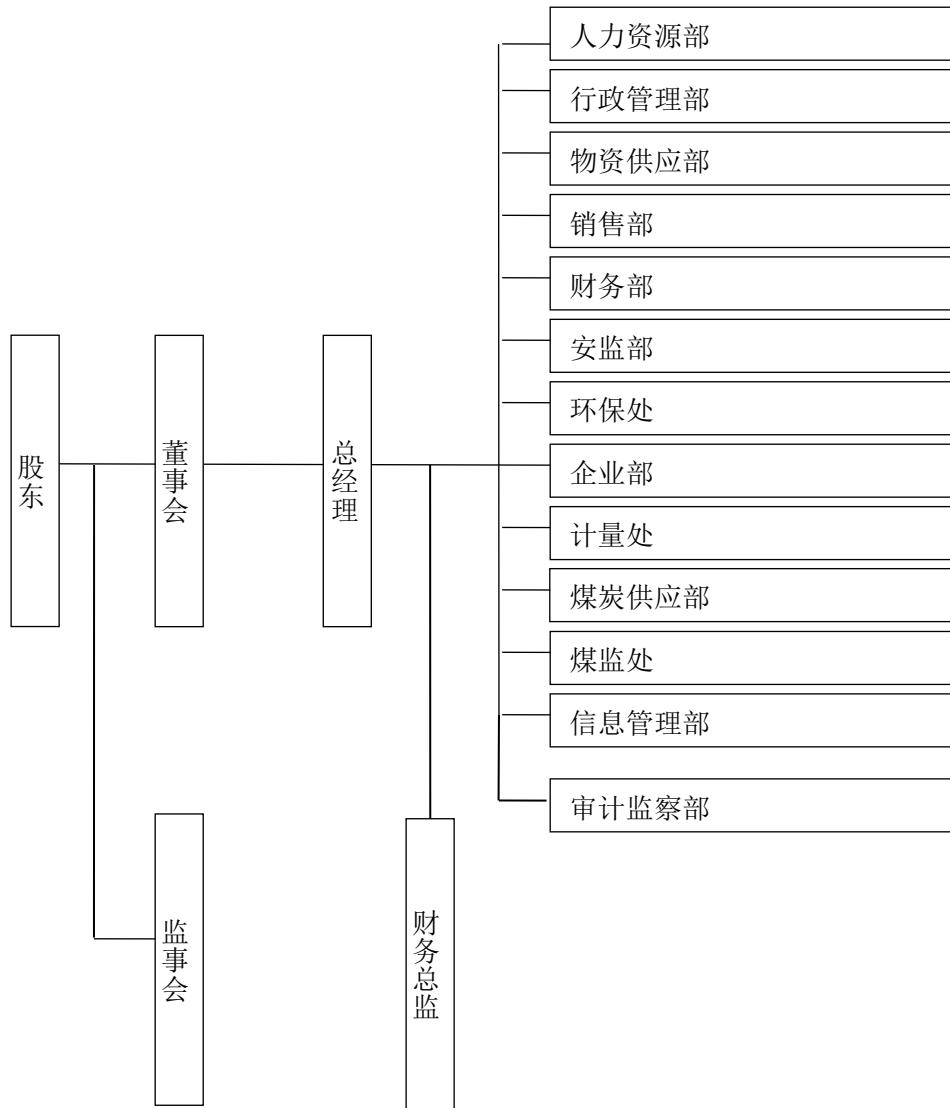 人力资源部
行政管理部
物资供应部
销售部
财务部
安监部
环保处
企业部
计量处
煤炭供应部
煤监处
信息管理部
审计监察部
股东
董事会
总经理
监事会
财务总监